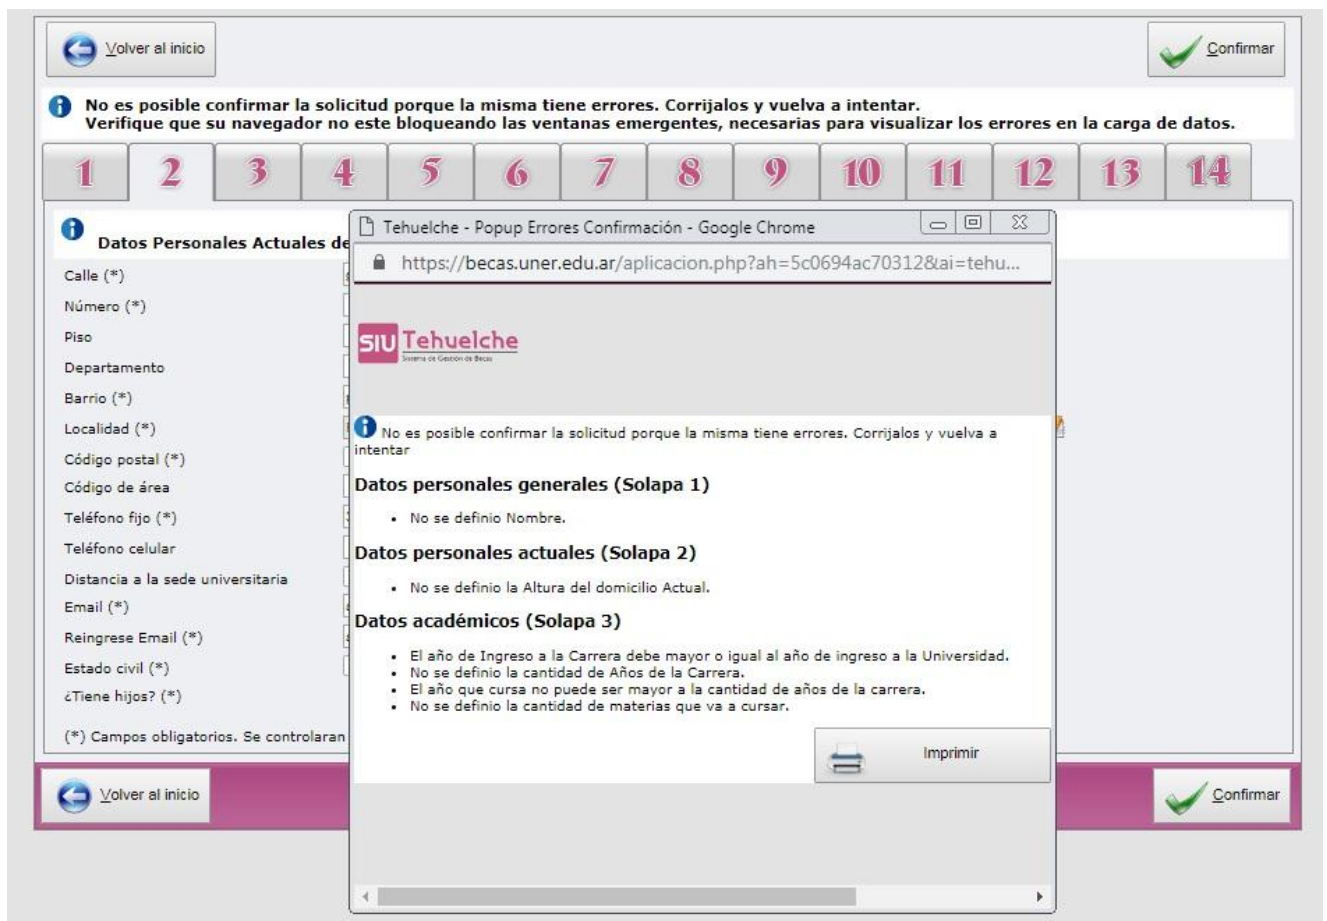 Volver al inicio
Confirmar
No es posible confirmar la solicitud porque la misma tiene errores. Corrijalos y vuelva a intentar.
Verifique que su navegador no este bloqueando las ventanas emergentes, necesarias para visualizar los errores en la carga de datos.
1 2 3 4 5 6 7 8 9 10 11 12 13 14
Datos Personales Actuales de
Calle (*)
Número (*)
Piso
Departamento
Barrio (*)
Localidad (*)
Código postal (*)
Código de área
Teléfono fijo (*)
Teléfono celular
Distancia a la sede universitaria
Email (*)
Reingrese Email (*)
Estado civil (*)
¿Tiene hijos? (*)
(*) Campos obligatorios. Se controlaran
Tehuelche - Popup Errores Confirmación - Google Chrome
https://becas.uner.edu.ar/aplicacion.php?ah=5c0694ac70312&ai=tehu...
SIU Tehuelche
Sistema de Gestión de Becas
No es posible confirmar la solicitud porque la misma tiene errores. Corrijalos y vuelva a
intentar
Datos personales generales (Solapa 1)
• No se definio Nombre.
Datos personales actuales (Solapa 2)
• No se definio la Altura del domicilio Actual.
Datos académicos (Solapa 3)
• El año de Ingreso a la Carrera debe mayor o igual al año de ingreso a la Universidad.
• No se definio la cantidad de Años de la Carrera.
• El año que cursa no puede ser mayor a la cantidad de años de la carrera.
• No se definio la cantidad de materias que va a cursar.
Imprimir
Volver al inicio
Confirmar